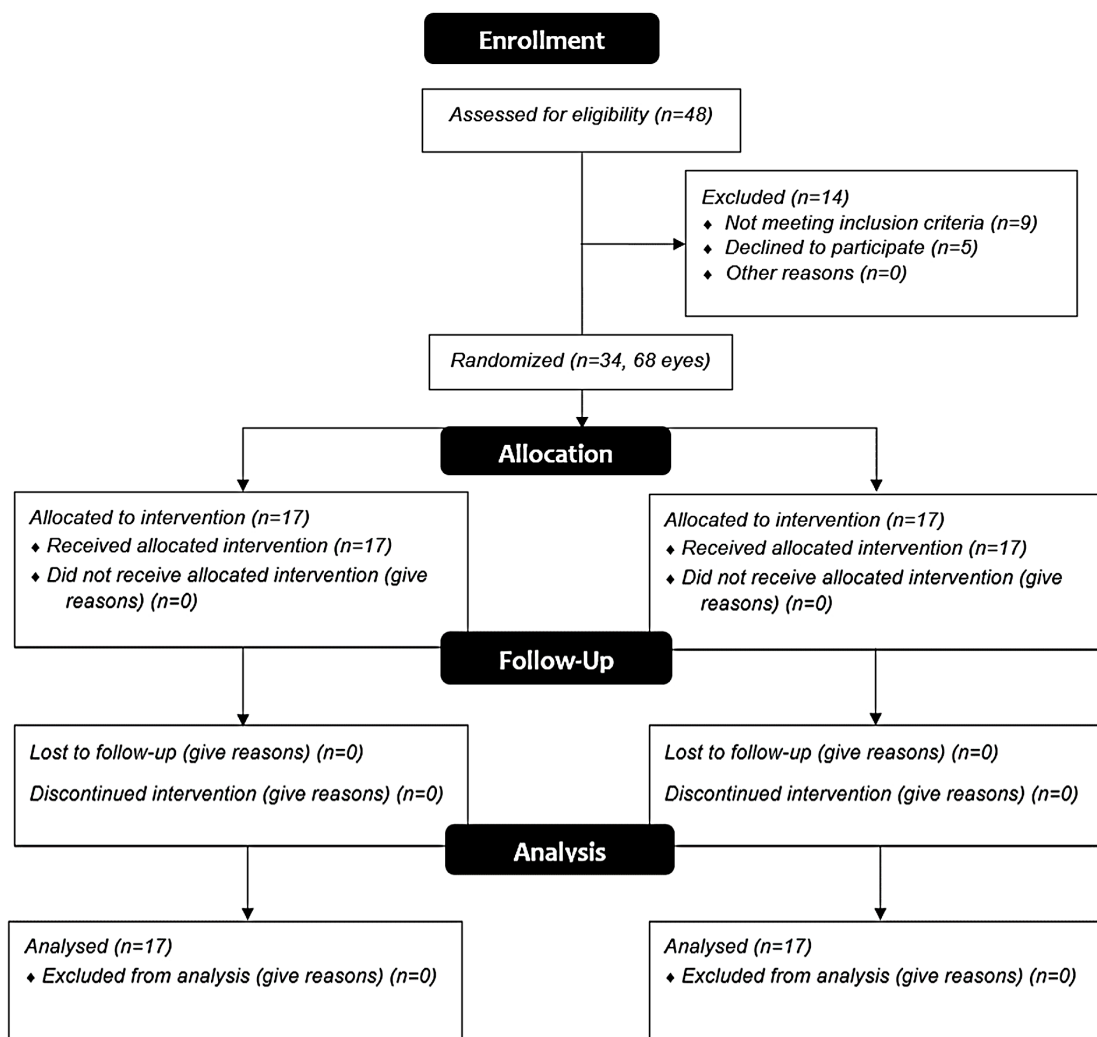 Enrollment
Assessed for eligibility (n=48)
Excluded (n=14)
♦ Not meeting inclusion criteria (n=9)
♦ Declined to participate (n=5)
♦ Other reasons (n=0)
Randomized (n=34, 68 eyes)
Allocation
Allocated to intervention (n=17)
♦ Received allocated intervention (n=17)
♦ Did not receive allocated intervention (give
reasons) (n=0)
Allocated to intervention (n=17)
♦ Received allocated intervention (n=17)
♦ Did not receive allocated intervention (give
reasons) (n=0)
Follow-Up
Lost to follow-up (give reasons) (n=0)
Discontinued intervention (give reasons) (n=0)
Lost to follow-up (give reasons) (n=0)
Discontinued intervention (give reasons) (n=0)
Analysis
Analysed (n=17)
♦ Excluded from analysis (give reasons) (n=0)
Analysed (n=17)
♦ Excluded from analysis (give reasons) (n=0)